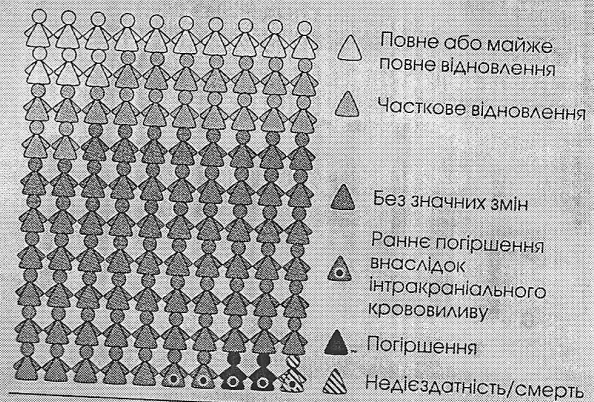 Повне або майже
повне відновлення
Часткове відновлення
Без значних змін
Раннє погіршення
внаслідок
інтракраніального
крововиливу
Погіршення
Недієздатність/смерть